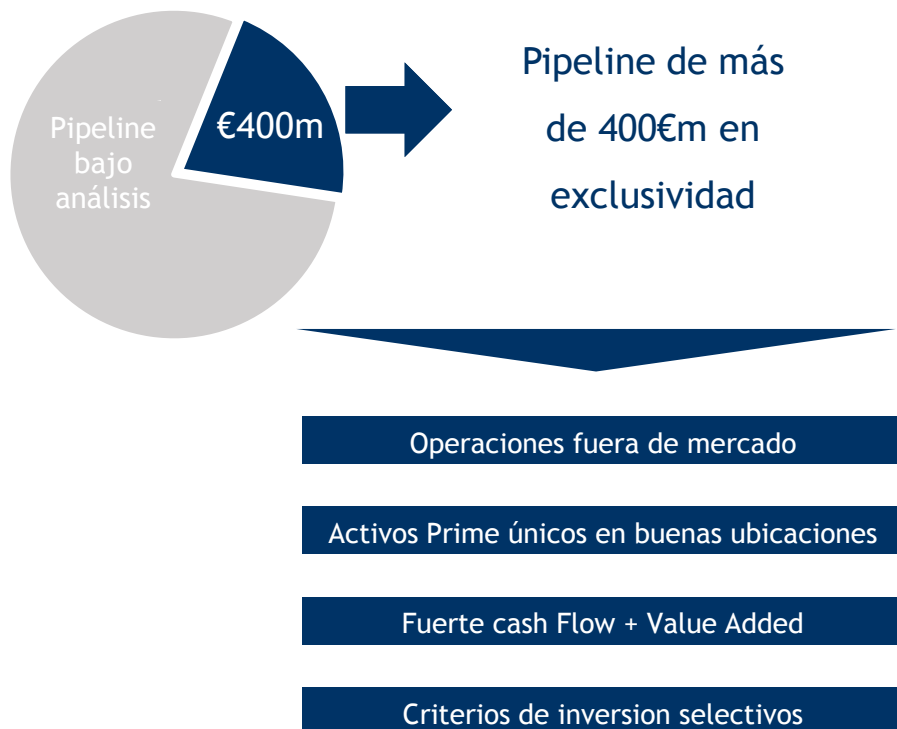 Pipeline
bajo
análisis
€400m
Pipeline de más
de 400€m en
exclusividad
Operaciones fuera de mercado
Activos Prime únicos en buenas ubicaciones
Fuerte cash Flow + Value Added
Criterios de inversion selectivos